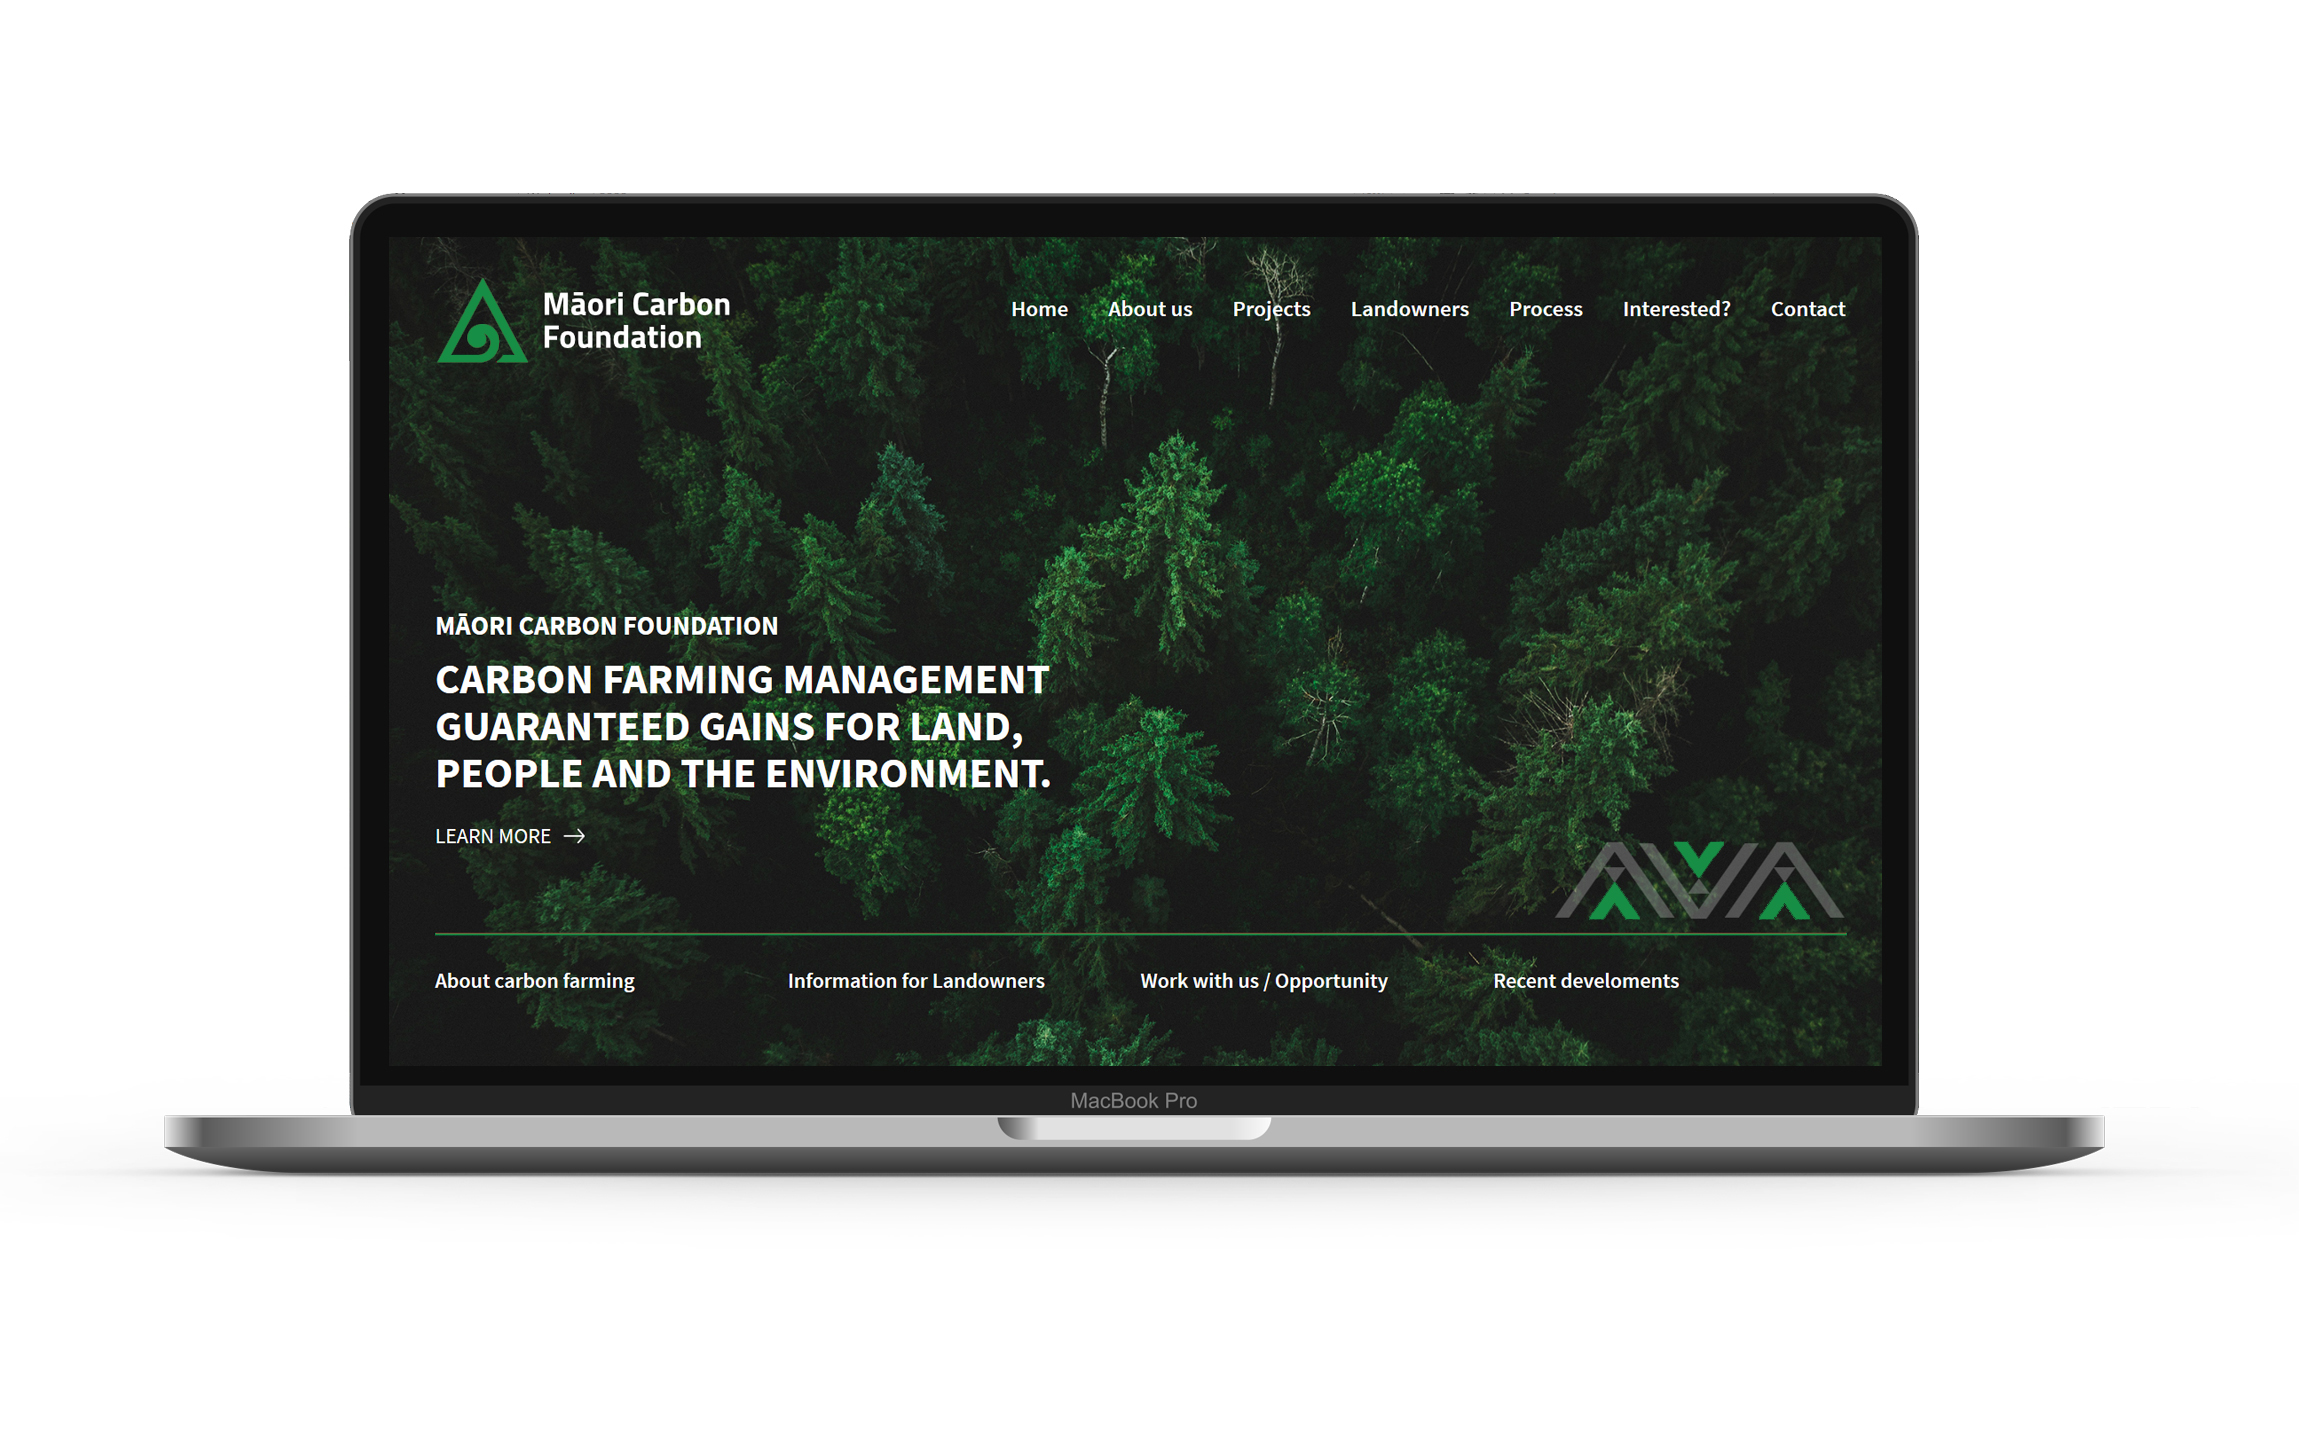 Māori Carbon
Foundation
Home About us Projects Landowners Process Interested? Contact
MĀORI CARBON FOUNDATION
CARBON FARMING MANAGEMENT
GUARANTEED GAINS FOR LAND,
PEOPLE AND THE ENVIRONMENT.
LEARN MORE →
About carbon farming Information for Landowners Work with us / Opportunity Recent develoments
MacBook Pro